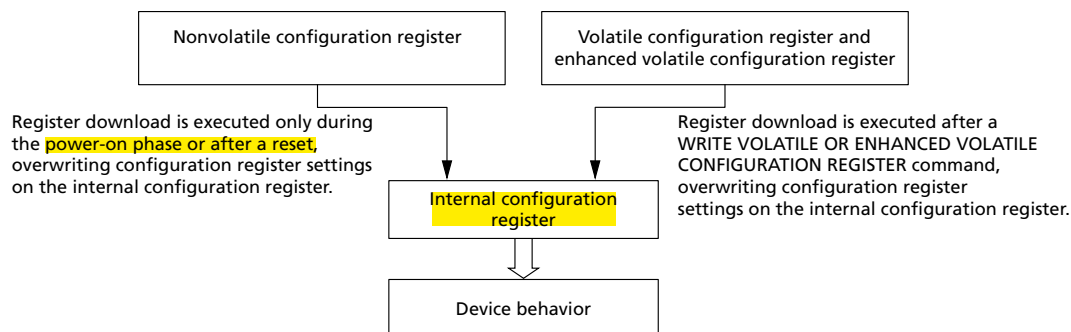 Nonvolatile configuration register
Volatile configuration register and
enhanced volatile configuration register
Register download is executed only during
the power-on phase or after a reset,
overwriting configuration register settings
on the internal configuration register.
Register download is executed after a
WRITE VOLATILE OR ENHANCED VOLATILE
CONFIGURATION REGISTER command,
overwriting configuration register
settings on the internal configuration register.
Internal configuration
register
Device behavior